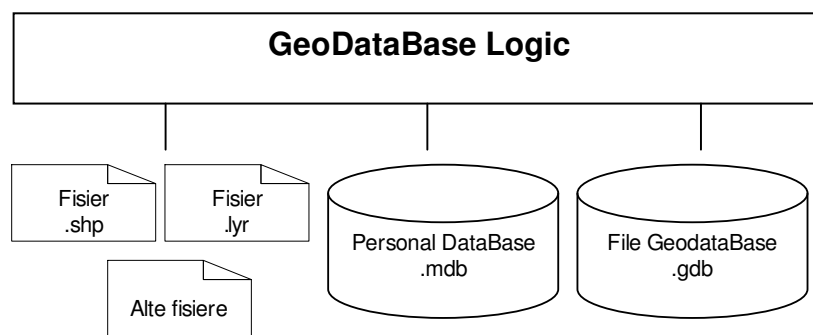 GeoDataBase Logic
Fisier
.shp
Fisier
.lyr
Alte fisiere
Personal DataBase
.mdb
File GeodataBase
.gdb